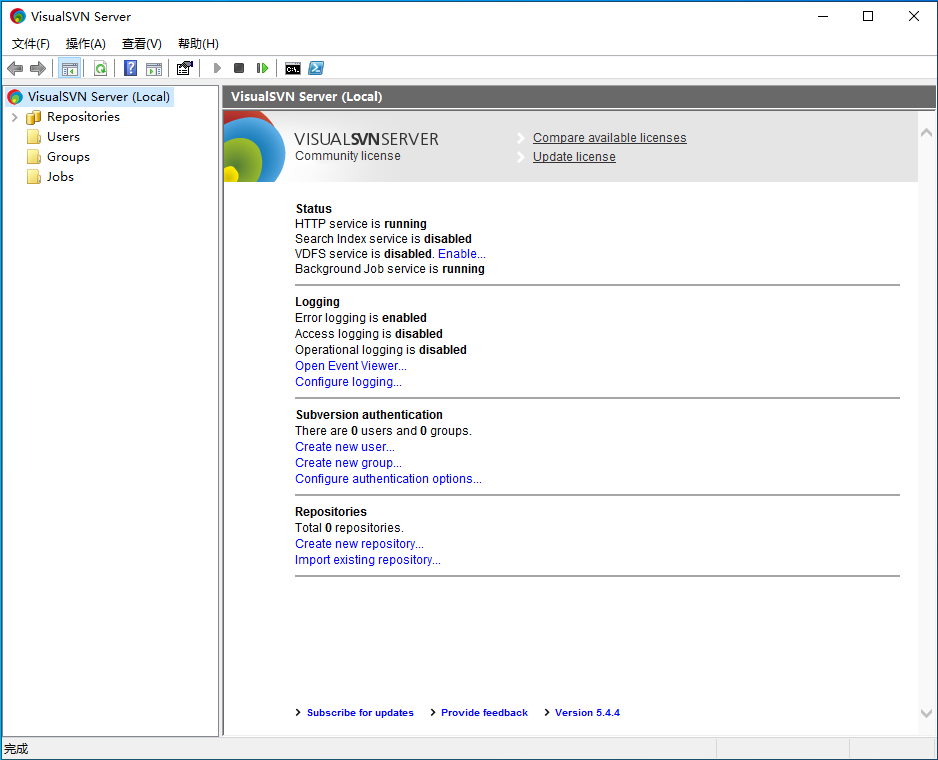 VisualSVN Server
文件(F) 操作(A) 查看(V) 帮助(H)
C:\.
VisualSVN Server (Local)
Repositories
Users
Groups
Jobs
VisualSVN Server (Local)
VISUALSVNSERVER
Community license
Compare available licenses
Update license
Status
HTTP service is running
Search Index service is disabled
VDFS service is disabled. Enable...
Background Job service is running
Logging
Error logging is enabled
Access logging is disabled
Operational logging is disabled
Open Event Viewer...
Configure logging...
Subversion authentication
There are 0 users and 0 groups.
Create new user...
Create new group...
Configure authentication options...
Repositories
Total 0 repositories.
Create new repository...
Import existing repository...
Subscribe for updates Provide feedback Version 5.4.4
完成